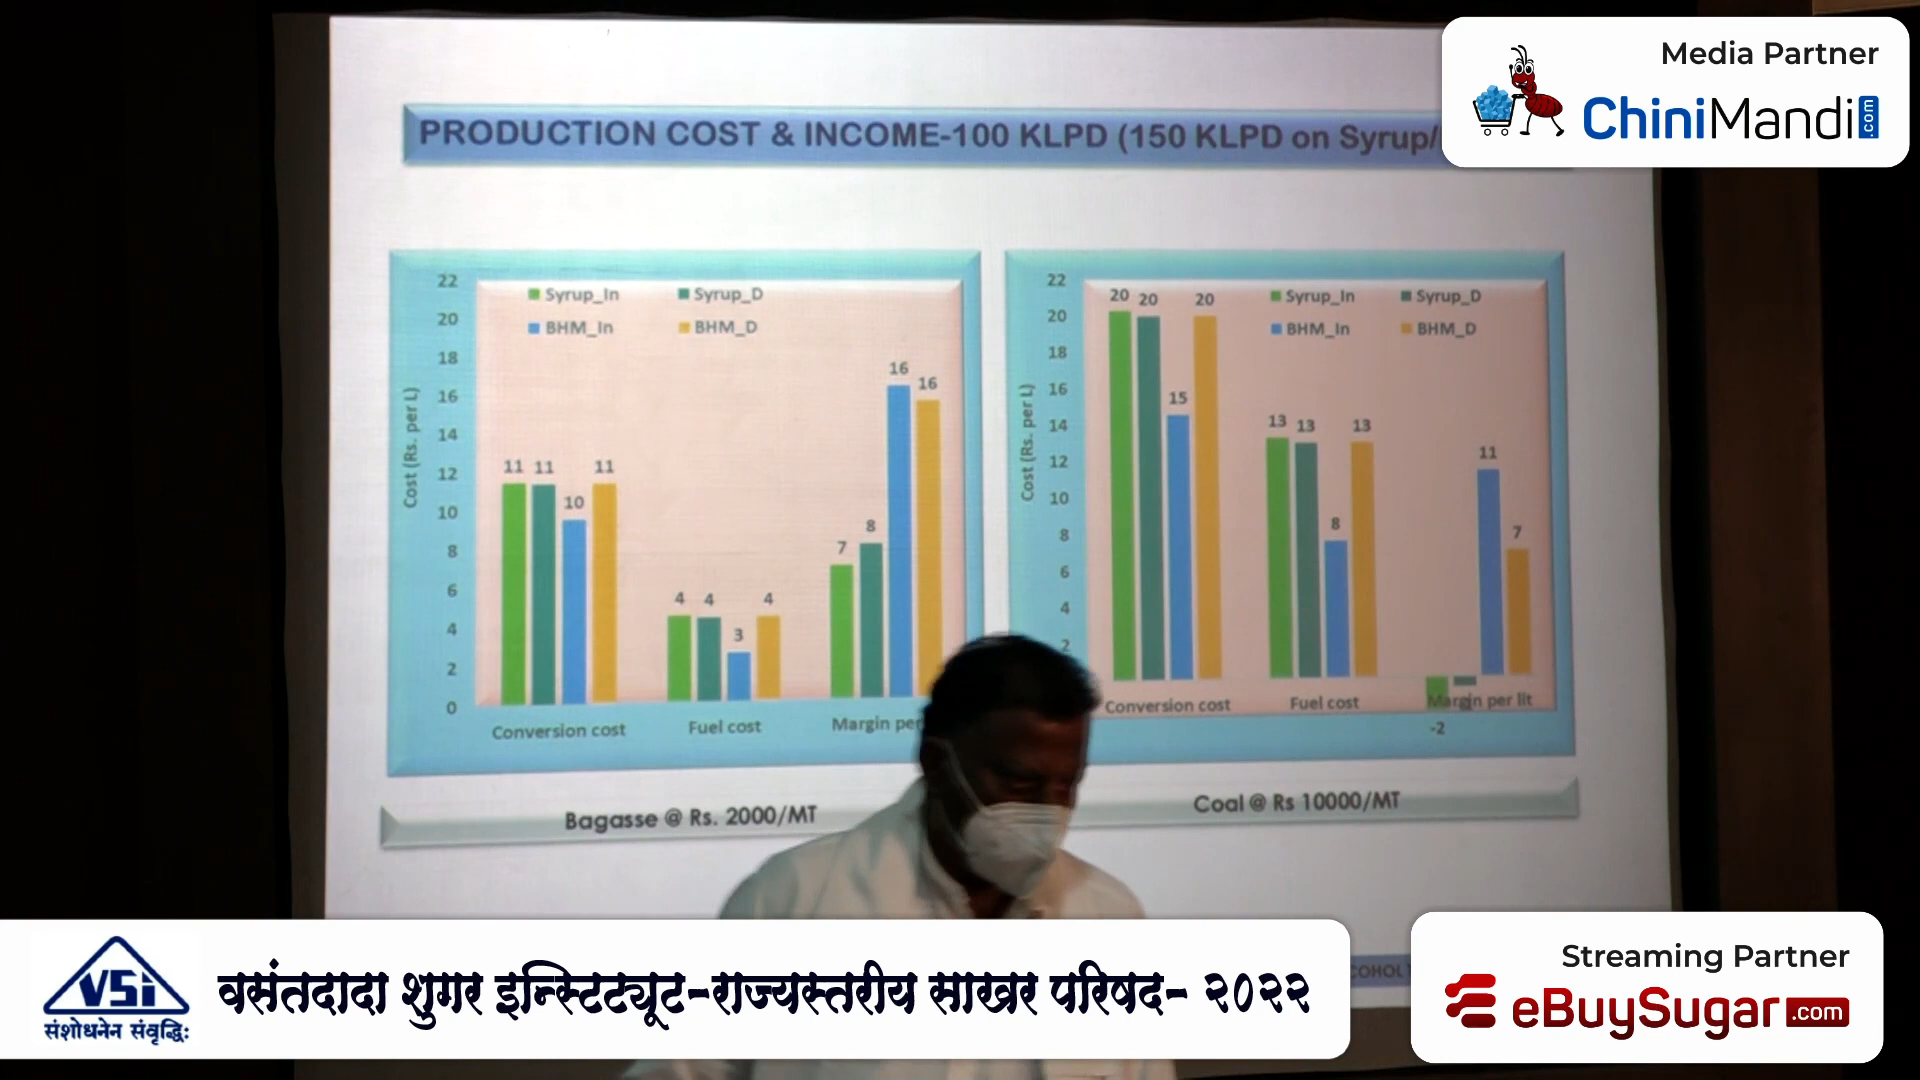 Media Partner
ChiniMandi.com
PRODUCTION COST & INCOME-100 KLPD (150 KLPD on Syrup/
22
20
18
16
14
12
10
8
6
4
2
0
Cost (Rs. per L)
Syrup_In Syrup_D
BHM_In BHM_D
11 11 10 11
4 4 3 4
7 8 16 16
Conversion cost Fuel cost Margin per
Bagasse @ Rs. 2000/MT
22
20
18
16
14
12
10
8
6
4
2
Cost (Rs. per L)
Syrup_In Syrup_D
BHM_In BHM_D
20 20 15 20
13 13 8 13
11 7
-2
Conversion cost Fuel cost Margin per lit
Coal @ Rs 10000/MT
VSI
संशोधनेन संवृद्धिः
वसंतदादा शुगर इन्स्टिट्यूट-राज्यस्तरीय साखर परिषद- २०२२
Streaming Partner
eBuySugar.com